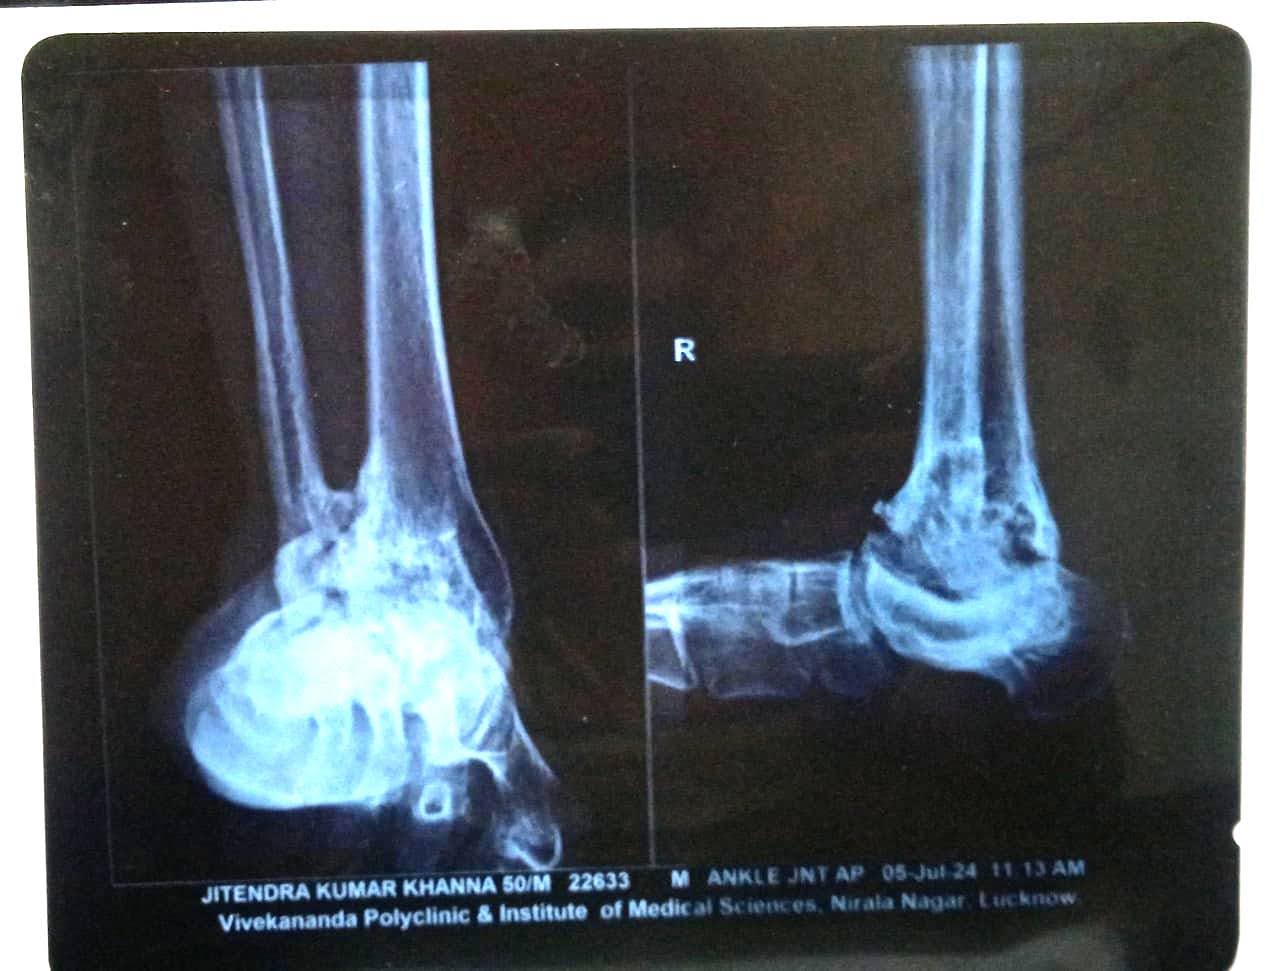 R
JITENDRA KUMAR KHANNA 50/M 22633 M ANKLE JNT AP 05-Jul-24 11 13 AM
Vivekananda Polyclinic & Institute of Medical Sciences, Nirala Nagar, Lucknow